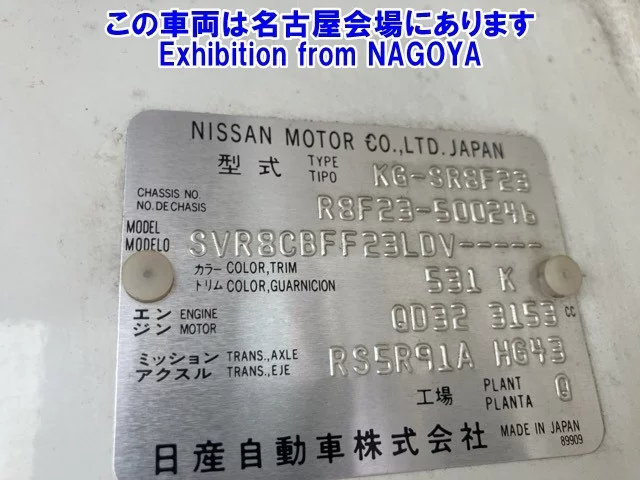 この車両は名古屋会場にあります
Exhibition from NAGOYA
NISSAN MOTOR CO.,LTD. JAPAN
型式 TYPE TIPO KG-SR8F23
CHASSIS NO.
NO. DE CHASIS R8F23-500246
MODEL
MODELO SVR8CBFF23LDV-----
カラー COLOR,TRIM
トリム COLOR,GUARNICION 531 K
エン ENGINE
ジン MOTOR QD32 3153 cc
ミッション TRANS.,AXLE
アクスル TRANS.,EJE RS5R91A HG43
工場 PLANT PLANTA 0
日産自動車株式会社 MADE IN JAPAN
89909